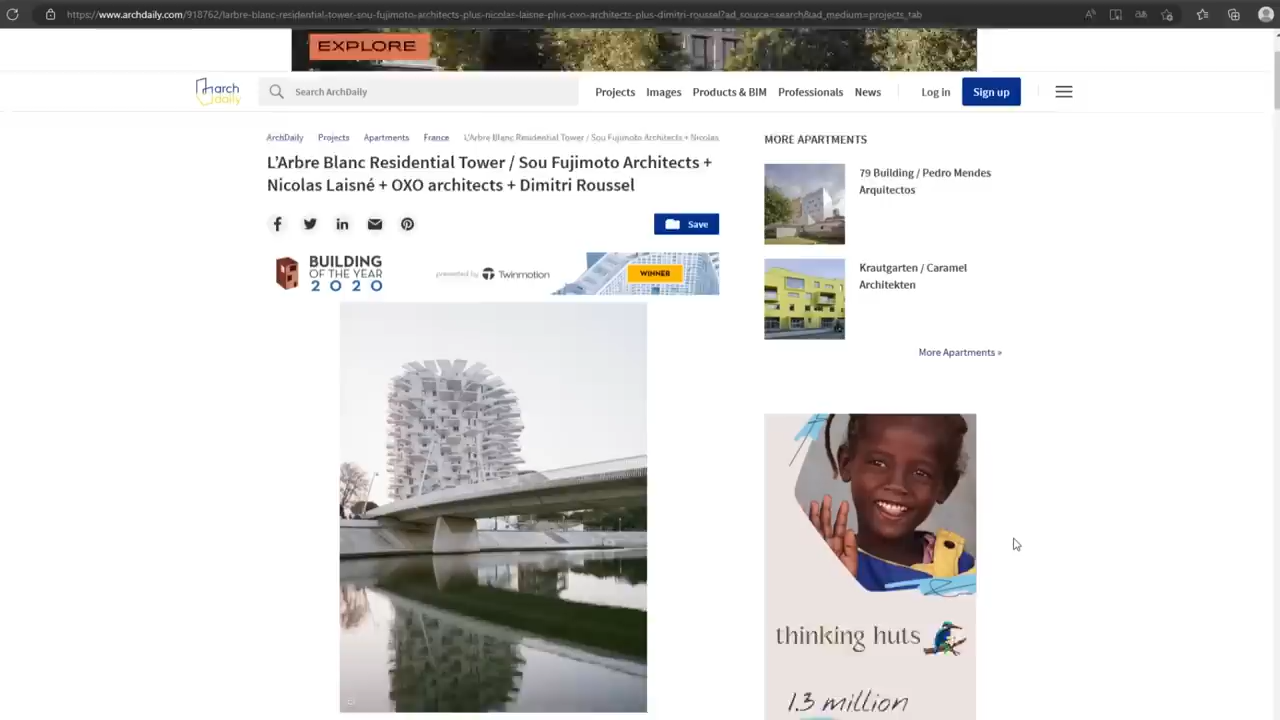 https://www.archdaily.com/918762/larbre-blanc-residential-tower-sou-fujimoto-architects-plus-nicolas-laisne-plus-oxo-architects-plus-dimitri-roussel?ad_source=search&ad_medium=projects_tab
EXPLORE
arch daily
Search ArchDaily
Projects Images Products & BIM Professionals News Log in Sign up
ArchDaily Projects Apartments France L'Arbre Blanc Residential Tower / Sou Fujimoto Architects + Nicolas
L'Arbre Blanc Residential Tower / Sou Fujimoto Architects +
Nicolas Laisné + OXO architects + Dimitri Roussel
Save
BUILDING
OF THE YEAR
2020
presented by Twinmotion
WINNER
MORE APARTMENTS
79 Building / Pedro Mendes
Arquitectos
Krautgarten / Caramel
Architekten
More Apartments »
thinking huts
1.3 million